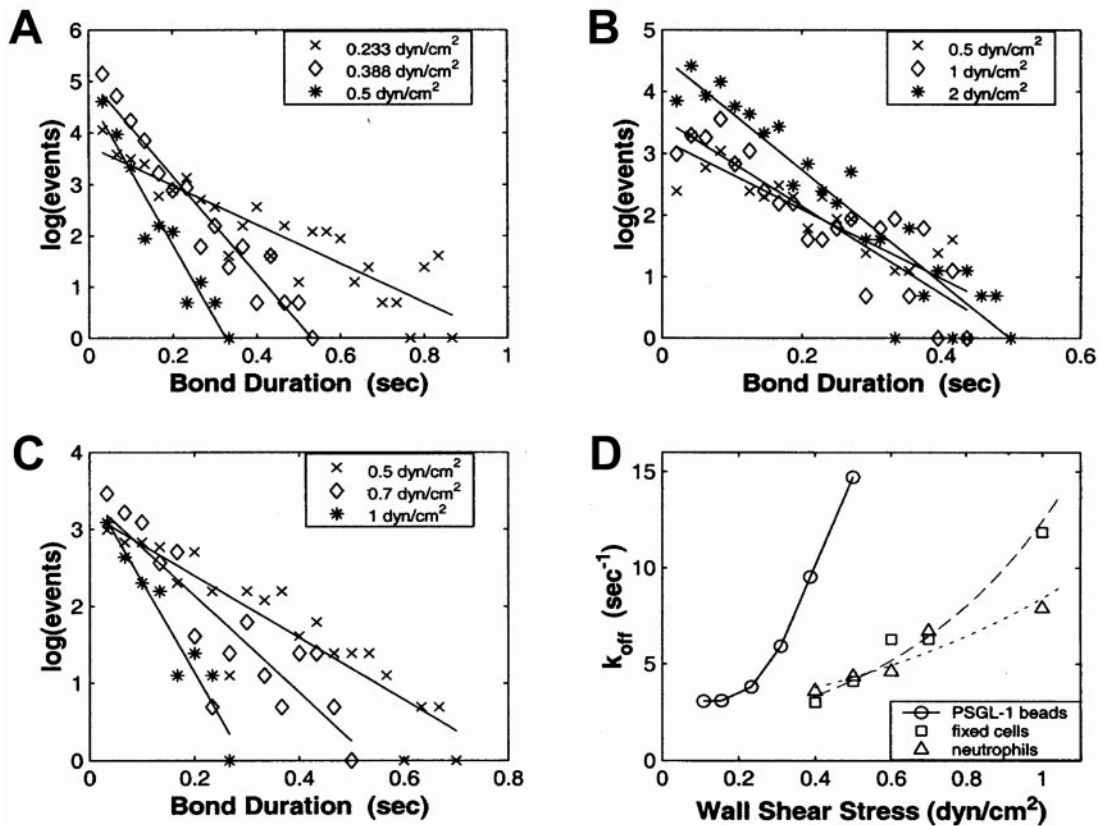 A
6
5
4
3
2
1
0
log(events)
0.233 dyn/cm²
0.388 dyn/cm²
0.5 dyn/cm²
0 0.2 0.4 0.6 0.8 1
Bond Duration (sec)
B
5
4
3
2
1
0
log(events)
0.5 dyn/cm²
1 dyn/cm²
2 dyn/cm²
0 0.2 0.4 0.6
Bond Duration (sec)
C
4
3
2
1
0
log(events)
0.5 dyn/cm²
0.7 dyn/cm²
1 dyn/cm²
0 0.2 0.4 0.6 0.8
Bond Duration (sec)
D
15
10
5
0
k_off (sec⁻¹)
PSGL-1 beads
fixed cells
neutrophils
0 0.2 0.4 0.6 0.8 1
Wall Shear Stress (dyn/cm²)